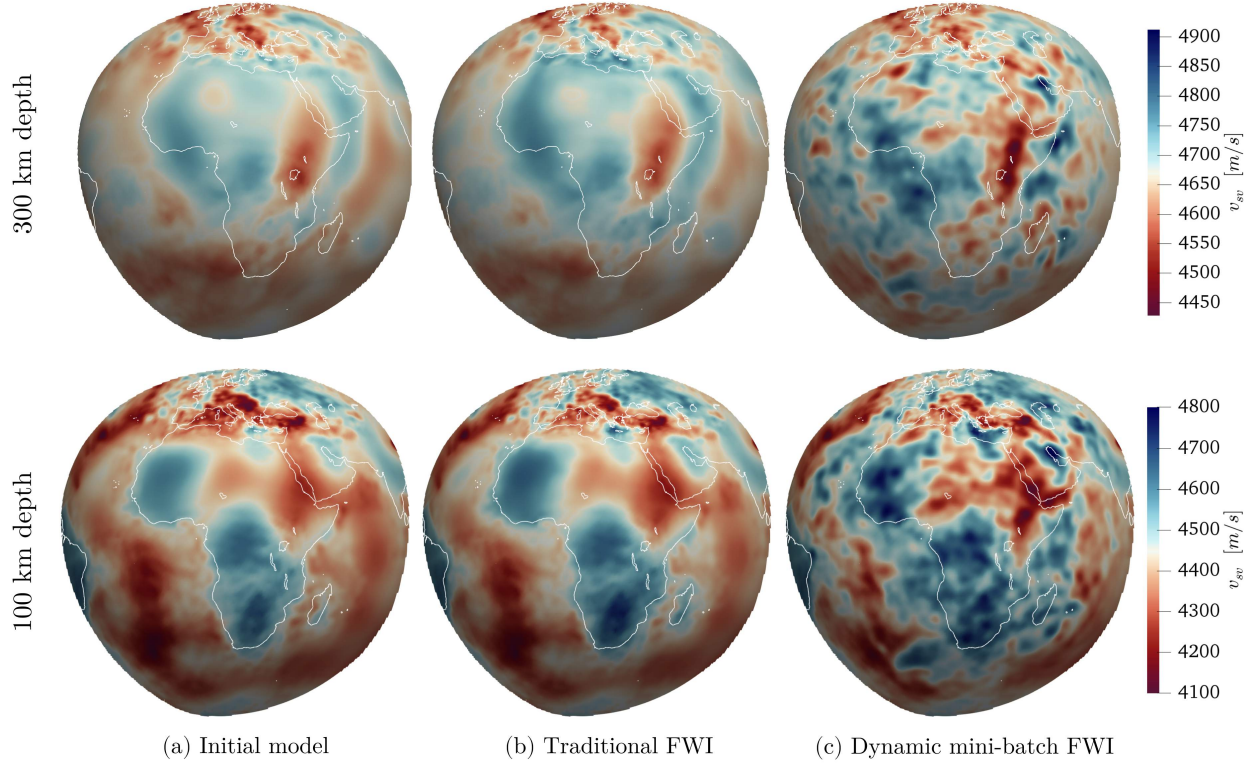 300 km depth
4900
4850
4800
4750
4700
4650
4600
4550
4500
4450
v_sv [m/s]
100 km depth
4800
4700
4600
4500
4400
4300
4200
4100
v_sv [m/s]
(a) Initial model
(b) Traditional FWI
(c) Dynamic mini-batch FWI